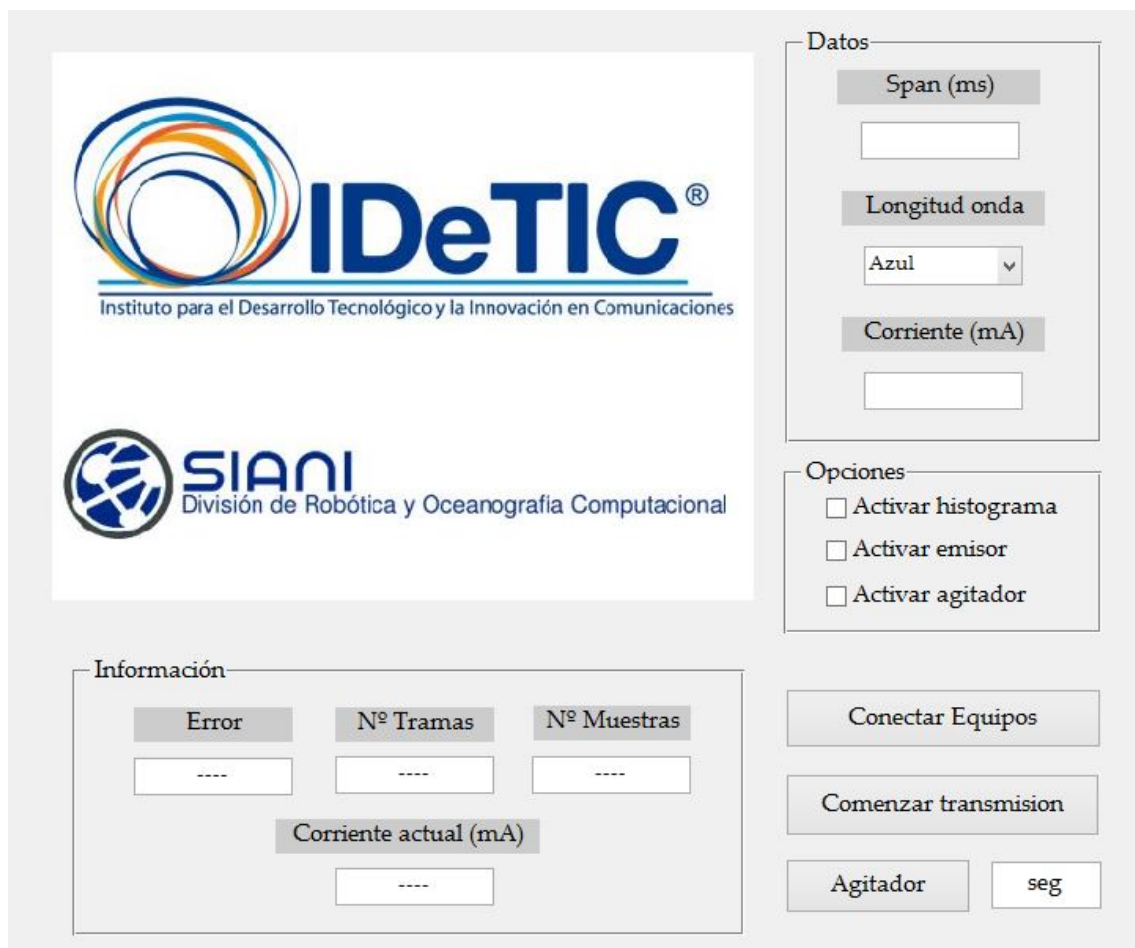 IDeTIC®
Instituto para el Desarrollo Tecnológico y la Innovación en Comunicaciones
SIANI
División de Robótica y Oceanografia Computacional
Datos
Span (ms)
Longitud onda
Azul
Corriente (mA)
Opciones
Activar histograma
Activar emisor
Activar agitador
Información
Error
Nº Tramas
Nº Muestras
----
----
----
Corriente actual (mA)
----
Conectar Equipos
Comenzar transmision
Agitador
seg